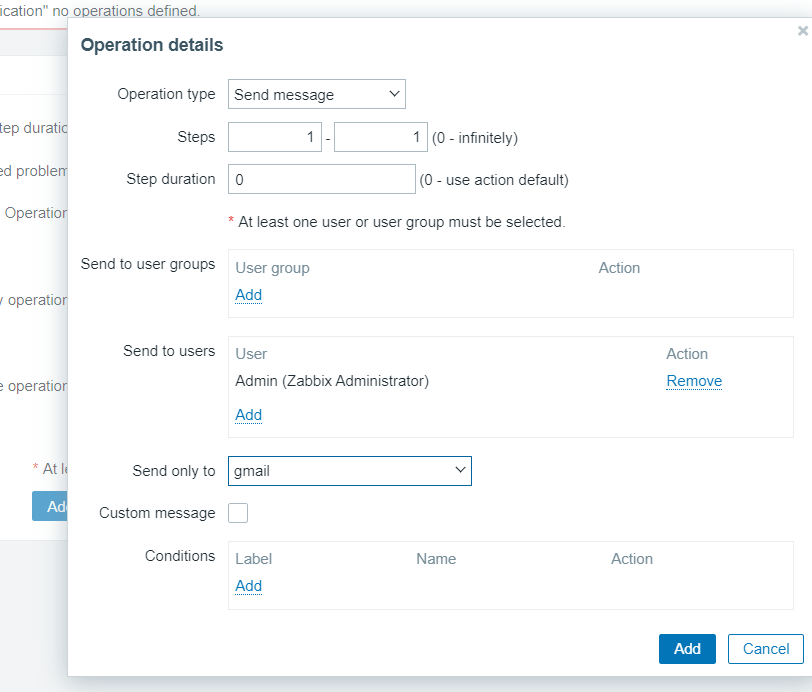 ication" no operations defined.
Operation details
Operation type Send message
Steps 1 - 1 (0 - infinitely)
Step duration 0 (0 - use action default)
* At least one user or user group must be selected.
Send to user groups User group Action
Add
Send to users User Action
Admin (Zabbix Administrator) Remove
Add
Send only to gmail
Custom message
Conditions Label Name Action
Add
Add Cancel
tep duratic
ed problem
Operation
y operation
e operation
* At le
Add